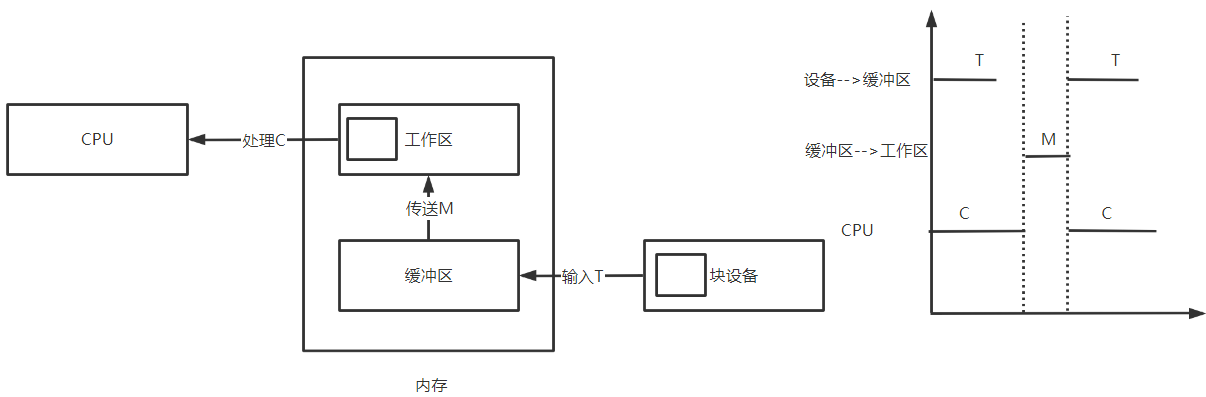 CPU
处理C
工作区
传送M
缓冲区
输入T
块设备
内存
T
T
设备-->缓冲区
M
缓冲区-->工作区
C
C
CPU